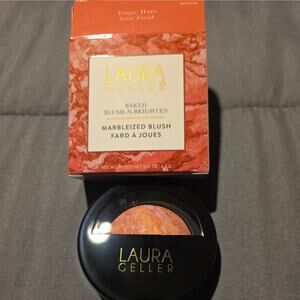 Tropic Hues
Satin Finish
LAURA
GELLER
BAKED
BLUSH-N-BRIGHTEN
MARBLEIZED BLUSH
FARD À JOUES
LAURA
GELLER